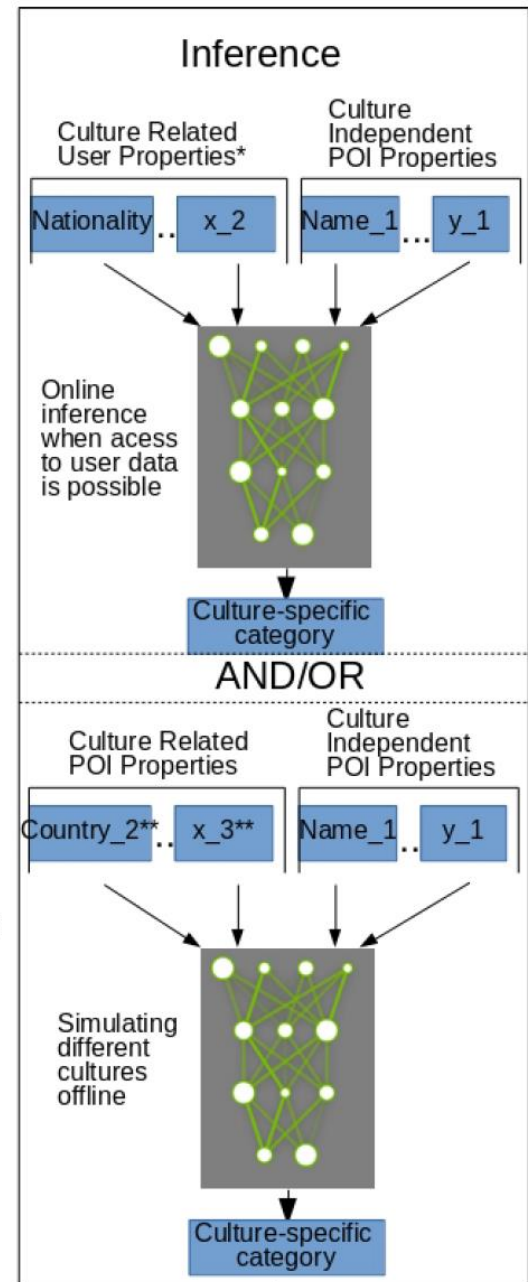 Inference
Culture Related
User Properties*
Culture
Independent
POI Properties
Nationality .. x_2
Name_1 ... y_1
Online
inference
when acess
to user data
is possible
Culture-specific
category
AND/OR
Culture Related
POI Properties
Culture
Independent
POI Properties
Country_2** .. x_3**
Name_1 .. y_1
Simulating
different
cultures
offline
Culture-specific
category